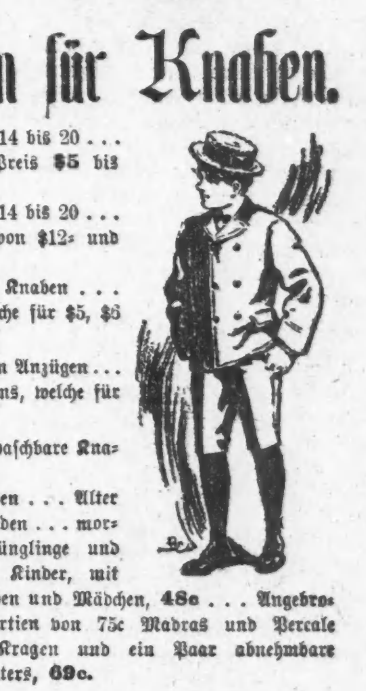 n für Knaben.
14 bis 20 . . .
Preis $5 bis
14 bis 20 . . .
von $12= und
Knaben . . .
che für $5, $6
n Anzügen . . .
ns, welche für
waschbare Kna=
en . . . Alter
den . . . mor=
ünglinge und
Kinder, mit
ben und Mädchen, 48c . . . Angebro=
rtien von 75c Madras und Percale
Kragen und ein Paar abnehmbare
ters, 69c.